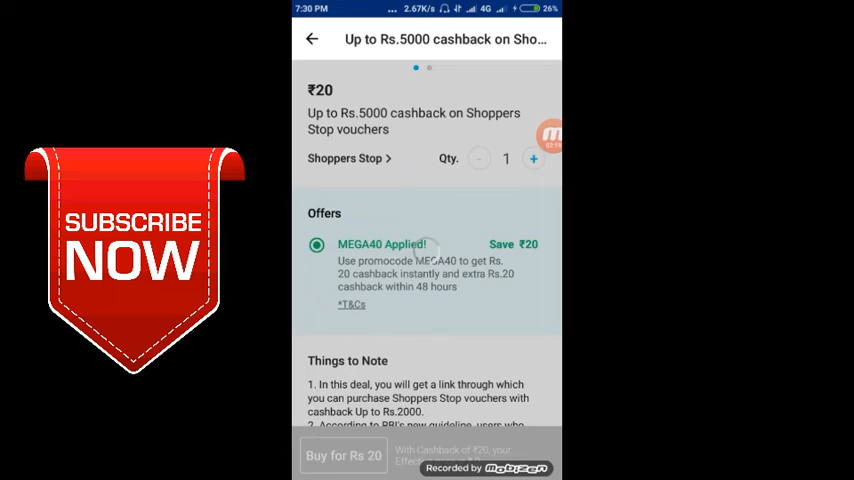 7:30 PM ... 2.67K/s 4G 26%
Up to Rs.5000 cashback on Sho...
₹20
Up to Rs.5000 cashback on Shoppers
Stop vouchers
02:18
Shoppers Stop > Qty. - 1 +
SUBSCRIBE
NOW
Offers
MEGA40 Applied! Save ₹20
Use promocode MEGA40 to get Rs.
20 cashback instantly and extra Rs.20
cashback within 48 hours
*T&Cs
Things to Note
1. In this deal, you will get a link through which
you can purchase Shoppers Stop vouchers with
cashback Up to Rs.2000.
2. According to RBI's new guideline, users who
Buy for Rs 20
With Cashback of ₹20, your
Recorded by mobizen